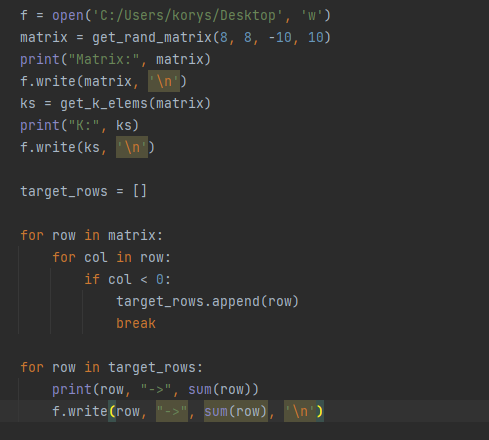 f = open('C:/Users/korys/Desktop', 'w')
matrix = get_rand_matrix(8, 8, -10, 10)
print("Matrix:", matrix)
f.write(matrix, '\n')
ks = get_k_elems(matrix)
print("K:", ks)
f.write(ks, '\n')

target_rows = []

for row in matrix:
    for col in row:
        if col < 0:
            target_rows.append(row)
            break

for row in target_rows:
    print(row, "->", sum(row))
    f.write(row, "->", sum(row), '\n')